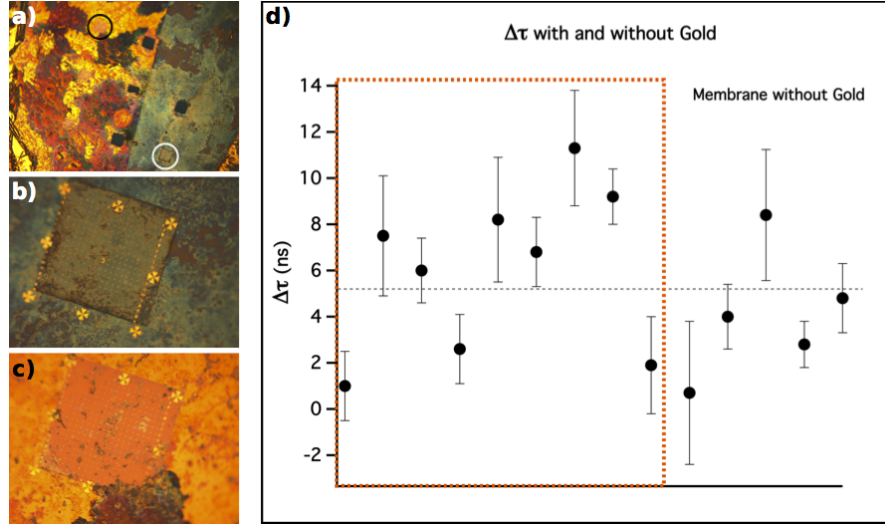 a)
b)
c)
d)
Δτ with and without Gold
Membrane without Gold
Δτ (ns)
14
12
10
8
6
4
2
0
-2